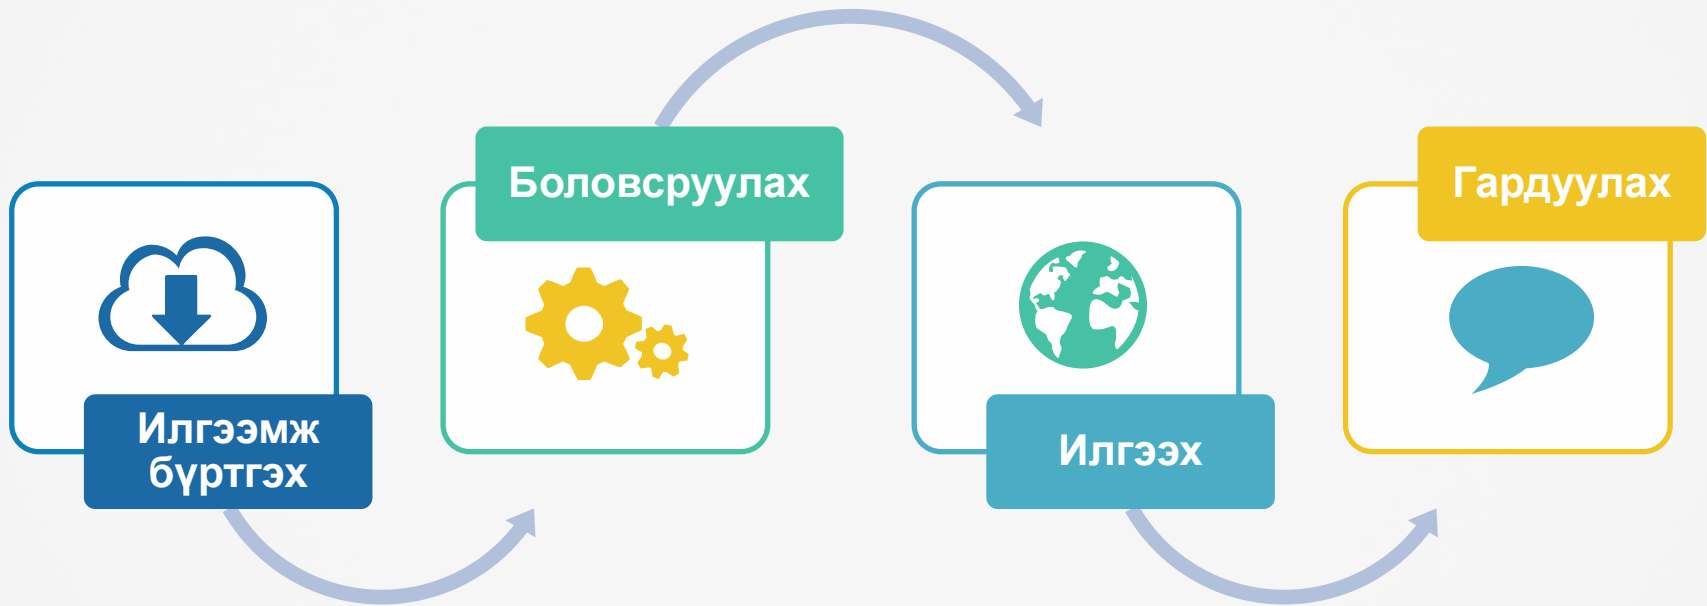 Илгээмж
бүртгэх
Боловсруулах
Илгээх
Гардуулах